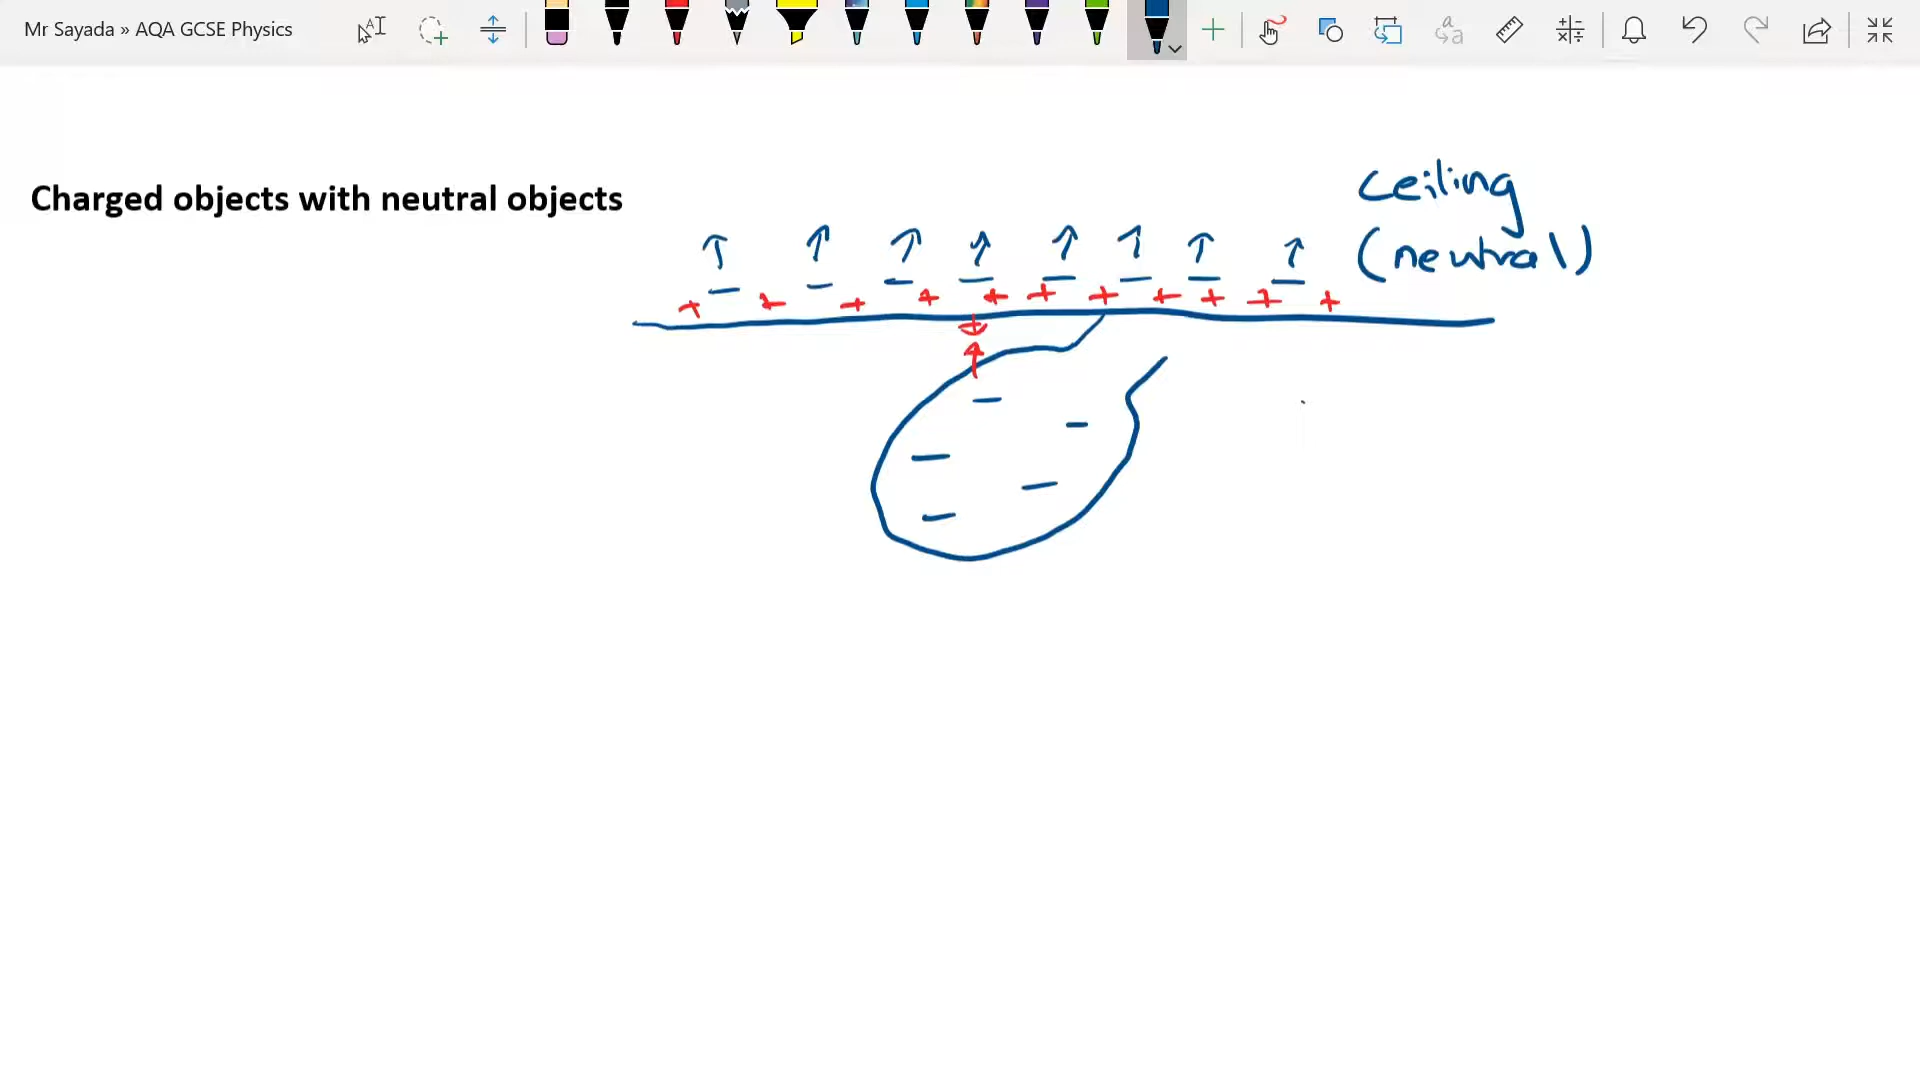 Mr Sayada » AQA GCSE Physics
Charged objects with neutral objects
ceiling
(neutral)